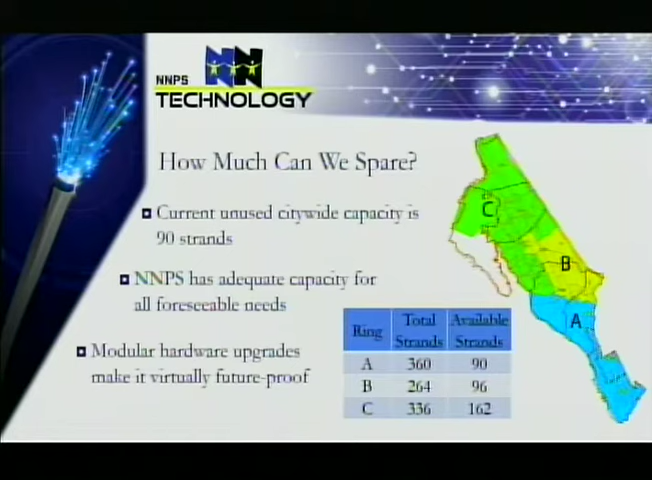 NNPS
TECHNOLOGY
How Much Can We Spare?
Current unused citywide capacity is
90 strands
NNPS has adequate capacity for
all foreseeable needs
Modular hardware upgrades
make it virtually future-proof
Ring Total Strands Available Strands
A 360 90
B 264 96
C 336 162
C
B
A